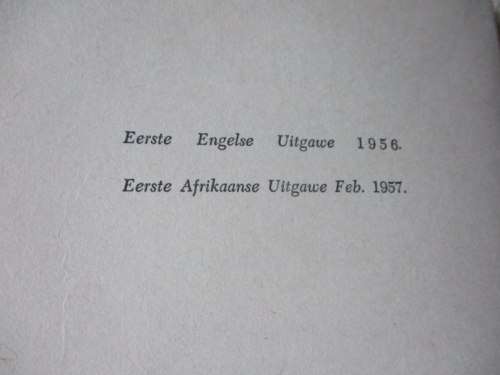 Eerste Engelse Uitgawe 1956.
Eerste Afrikaanse Uitgawe Feb. 1957.